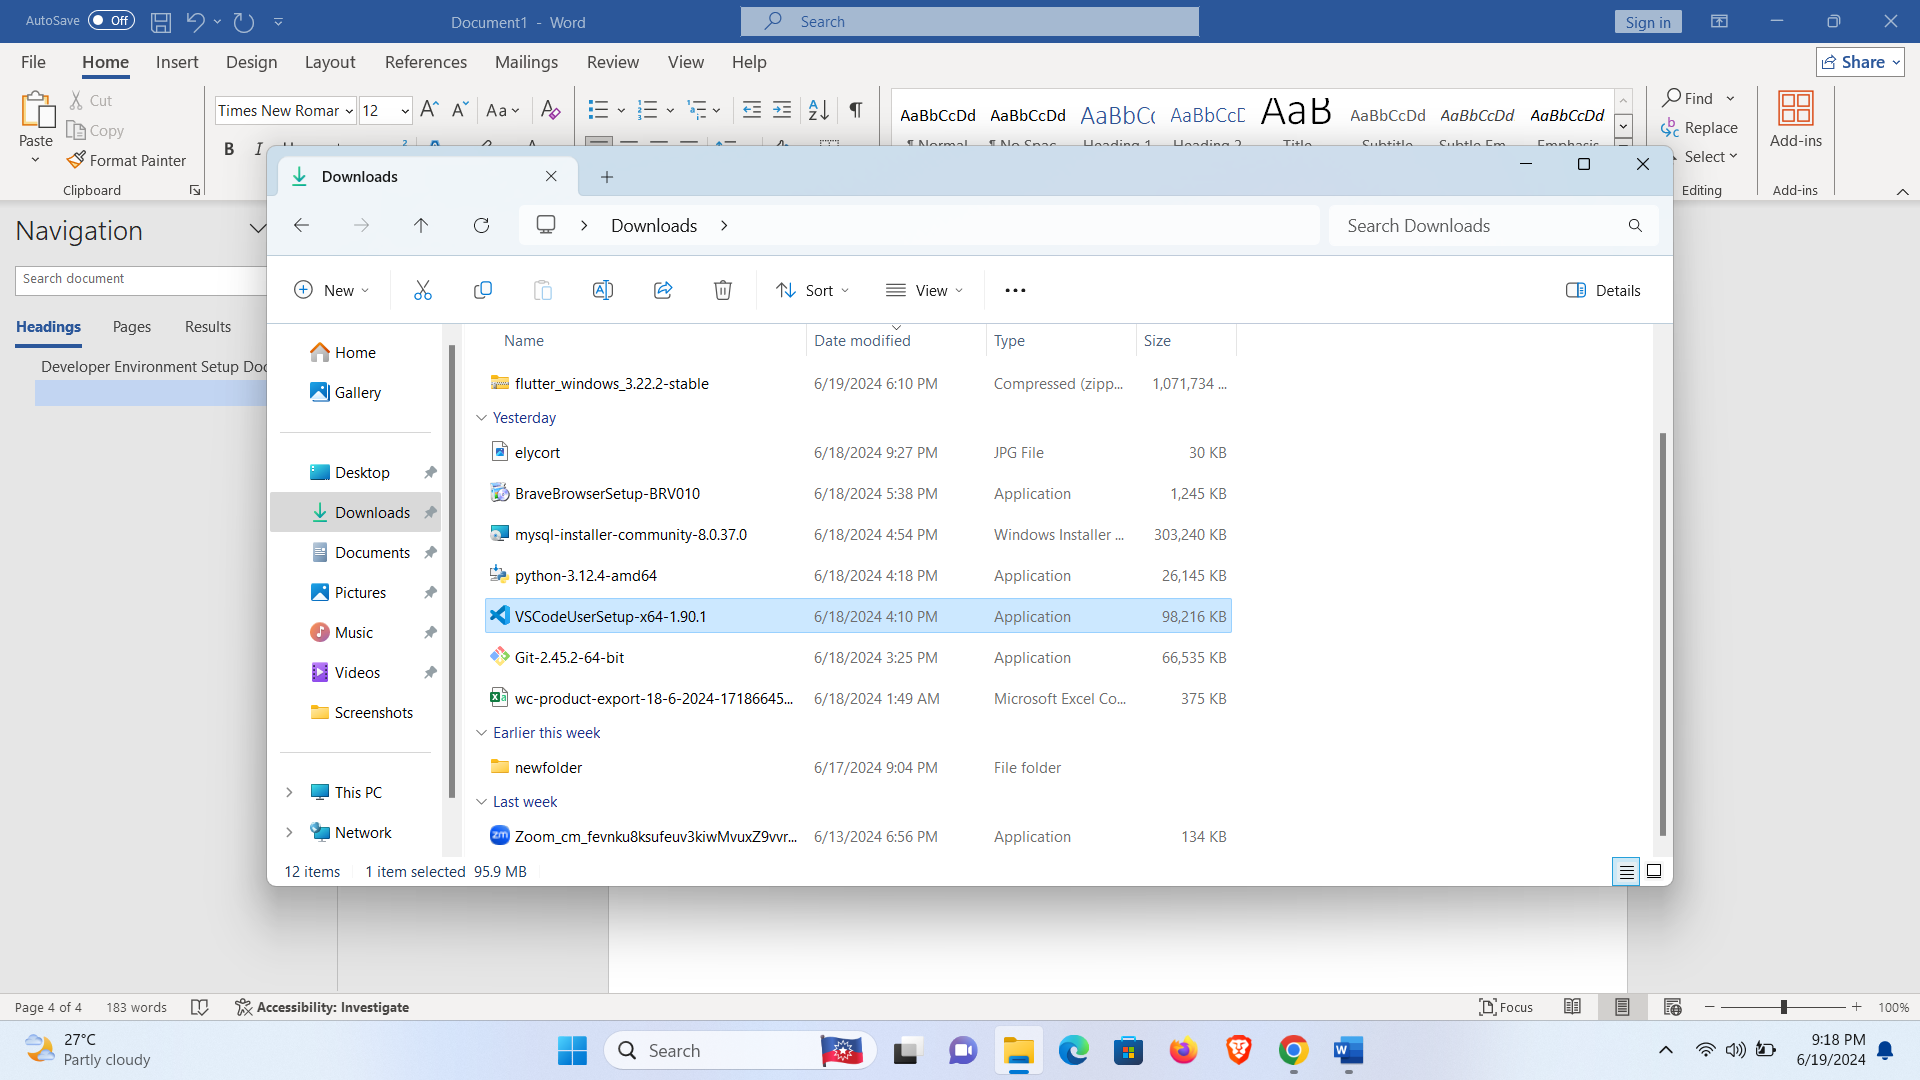 AutoSave Off Document1 - Word Search Sign in
File Home Insert Design Layout References Mailings Review View Help Share
Paste Cut Copy Format Painter
Clipboard
Times New Roman 12 Aa
B I
AaBbCcDd AaBbCcDd AaBbCc AaBbCcD AaB AaBbCcDd AaBbCcDd AaBbCcDd
¶ Normal ¶ No Spac... Heading 1 Heading 2 Title Subtitle Subtle Em... Emphasis
Find
Replace
Select
Editing
Add-ins
Add-ins
Navigation
Search document
Headings Pages Results
Developer Environment Setup Doc
Downloads
Downloads
Search Downloads
New Sort View Details
Home
Gallery
Desktop
Downloads
Documents
Pictures
Music
Videos
Screenshots
This PC
Network
Name Date modified Type Size
flutter_windows_3.22.2-stable 6/19/2024 6:10 PM Compressed (zipp... 1,071,734 ...
Yesterday
elycort 6/18/2024 9:27 PM JPG File 30 KB
BraveBrowserSetup-BRV010 6/18/2024 5:38 PM Application 1,245 KB
mysql-installer-community-8.0.37.0 6/18/2024 4:54 PM Windows Installer ... 303,240 KB
python-3.12.4-amd64 6/18/2024 4:18 PM Application 26,145 KB
VSCodeUserSetup-x64-1.90.1 6/18/2024 4:10 PM Application 98,216 KB
Git-2.45.2-64-bit 6/18/2024 3:25 PM Application 66,535 KB
wc-product-export-18-6-2024-17186645... 6/18/2024 1:49 AM Microsoft Excel Co... 375 KB
Earlier this week
newfolder 6/17/2024 9:04 PM File folder
Last week
Zoom_cm_fevnku8ksufeuv3kiwMvuxZ9vvr... 6/13/2024 6:56 PM Application 134 KB
12 items 1 item selected 95.9 MB
Page 4 of 4 183 words Accessibility: Investigate Focus 100%
27°C
Partly cloudy
Search
9:18 PM
6/19/2024